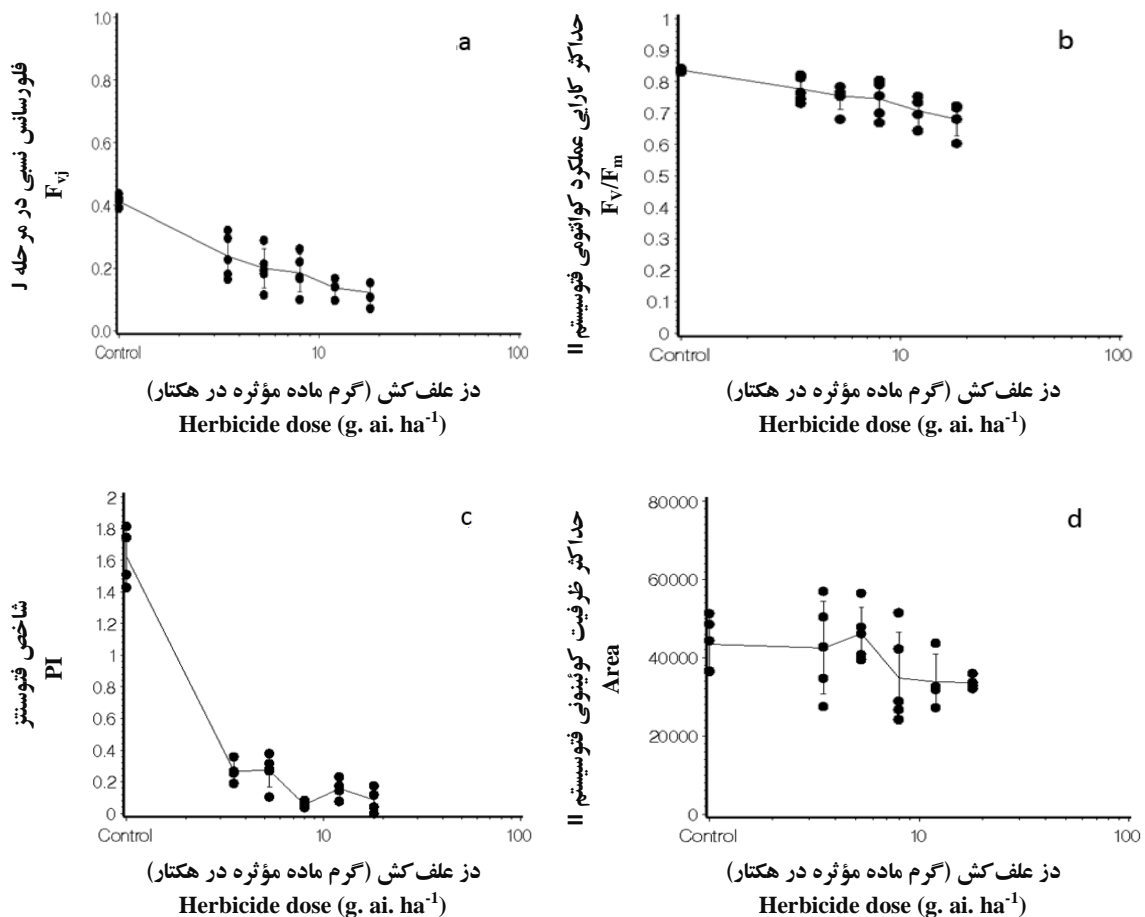 a
فلورسانس نسبی در مرحله J
Fvj
1.0
0.8
0.6
0.4
0.2
0.0
Control
10
100
دز علف‌کش (گرم ماده مؤثره در هکتار)
Herbicide dose (g. ai. ha-1)
b
حداکثر کارایی عملکرد کوانتومی فتوسیستم II
FV/Fm
1
0.9
0.8
0.7
0.6
0.5
0.4
0.3
0.2
0.1
0
Control
10
100
دز علف‌کش (گرم ماده مؤثره در هکتار)
Herbicide dose (g. ai. ha-1)
c
شاخص فتوسنتز
PI
2
1.8
1.6
1.4
1.2
1
0.8
0.6
0.4
0.2
0
Control
10
100
دز علف‌کش (گرم ماده مؤثره در هکتار)
Herbicide dose (g. ai. ha-1)
d
حداکثر ظرفیت کوئینونی فتوسیستم II
Area
80000
60000
40000
20000
0
Control
10
100
دز علف‌کش (گرم ماده مؤثره در هکتار)
Herbicide dose (g. ai. ha-1)